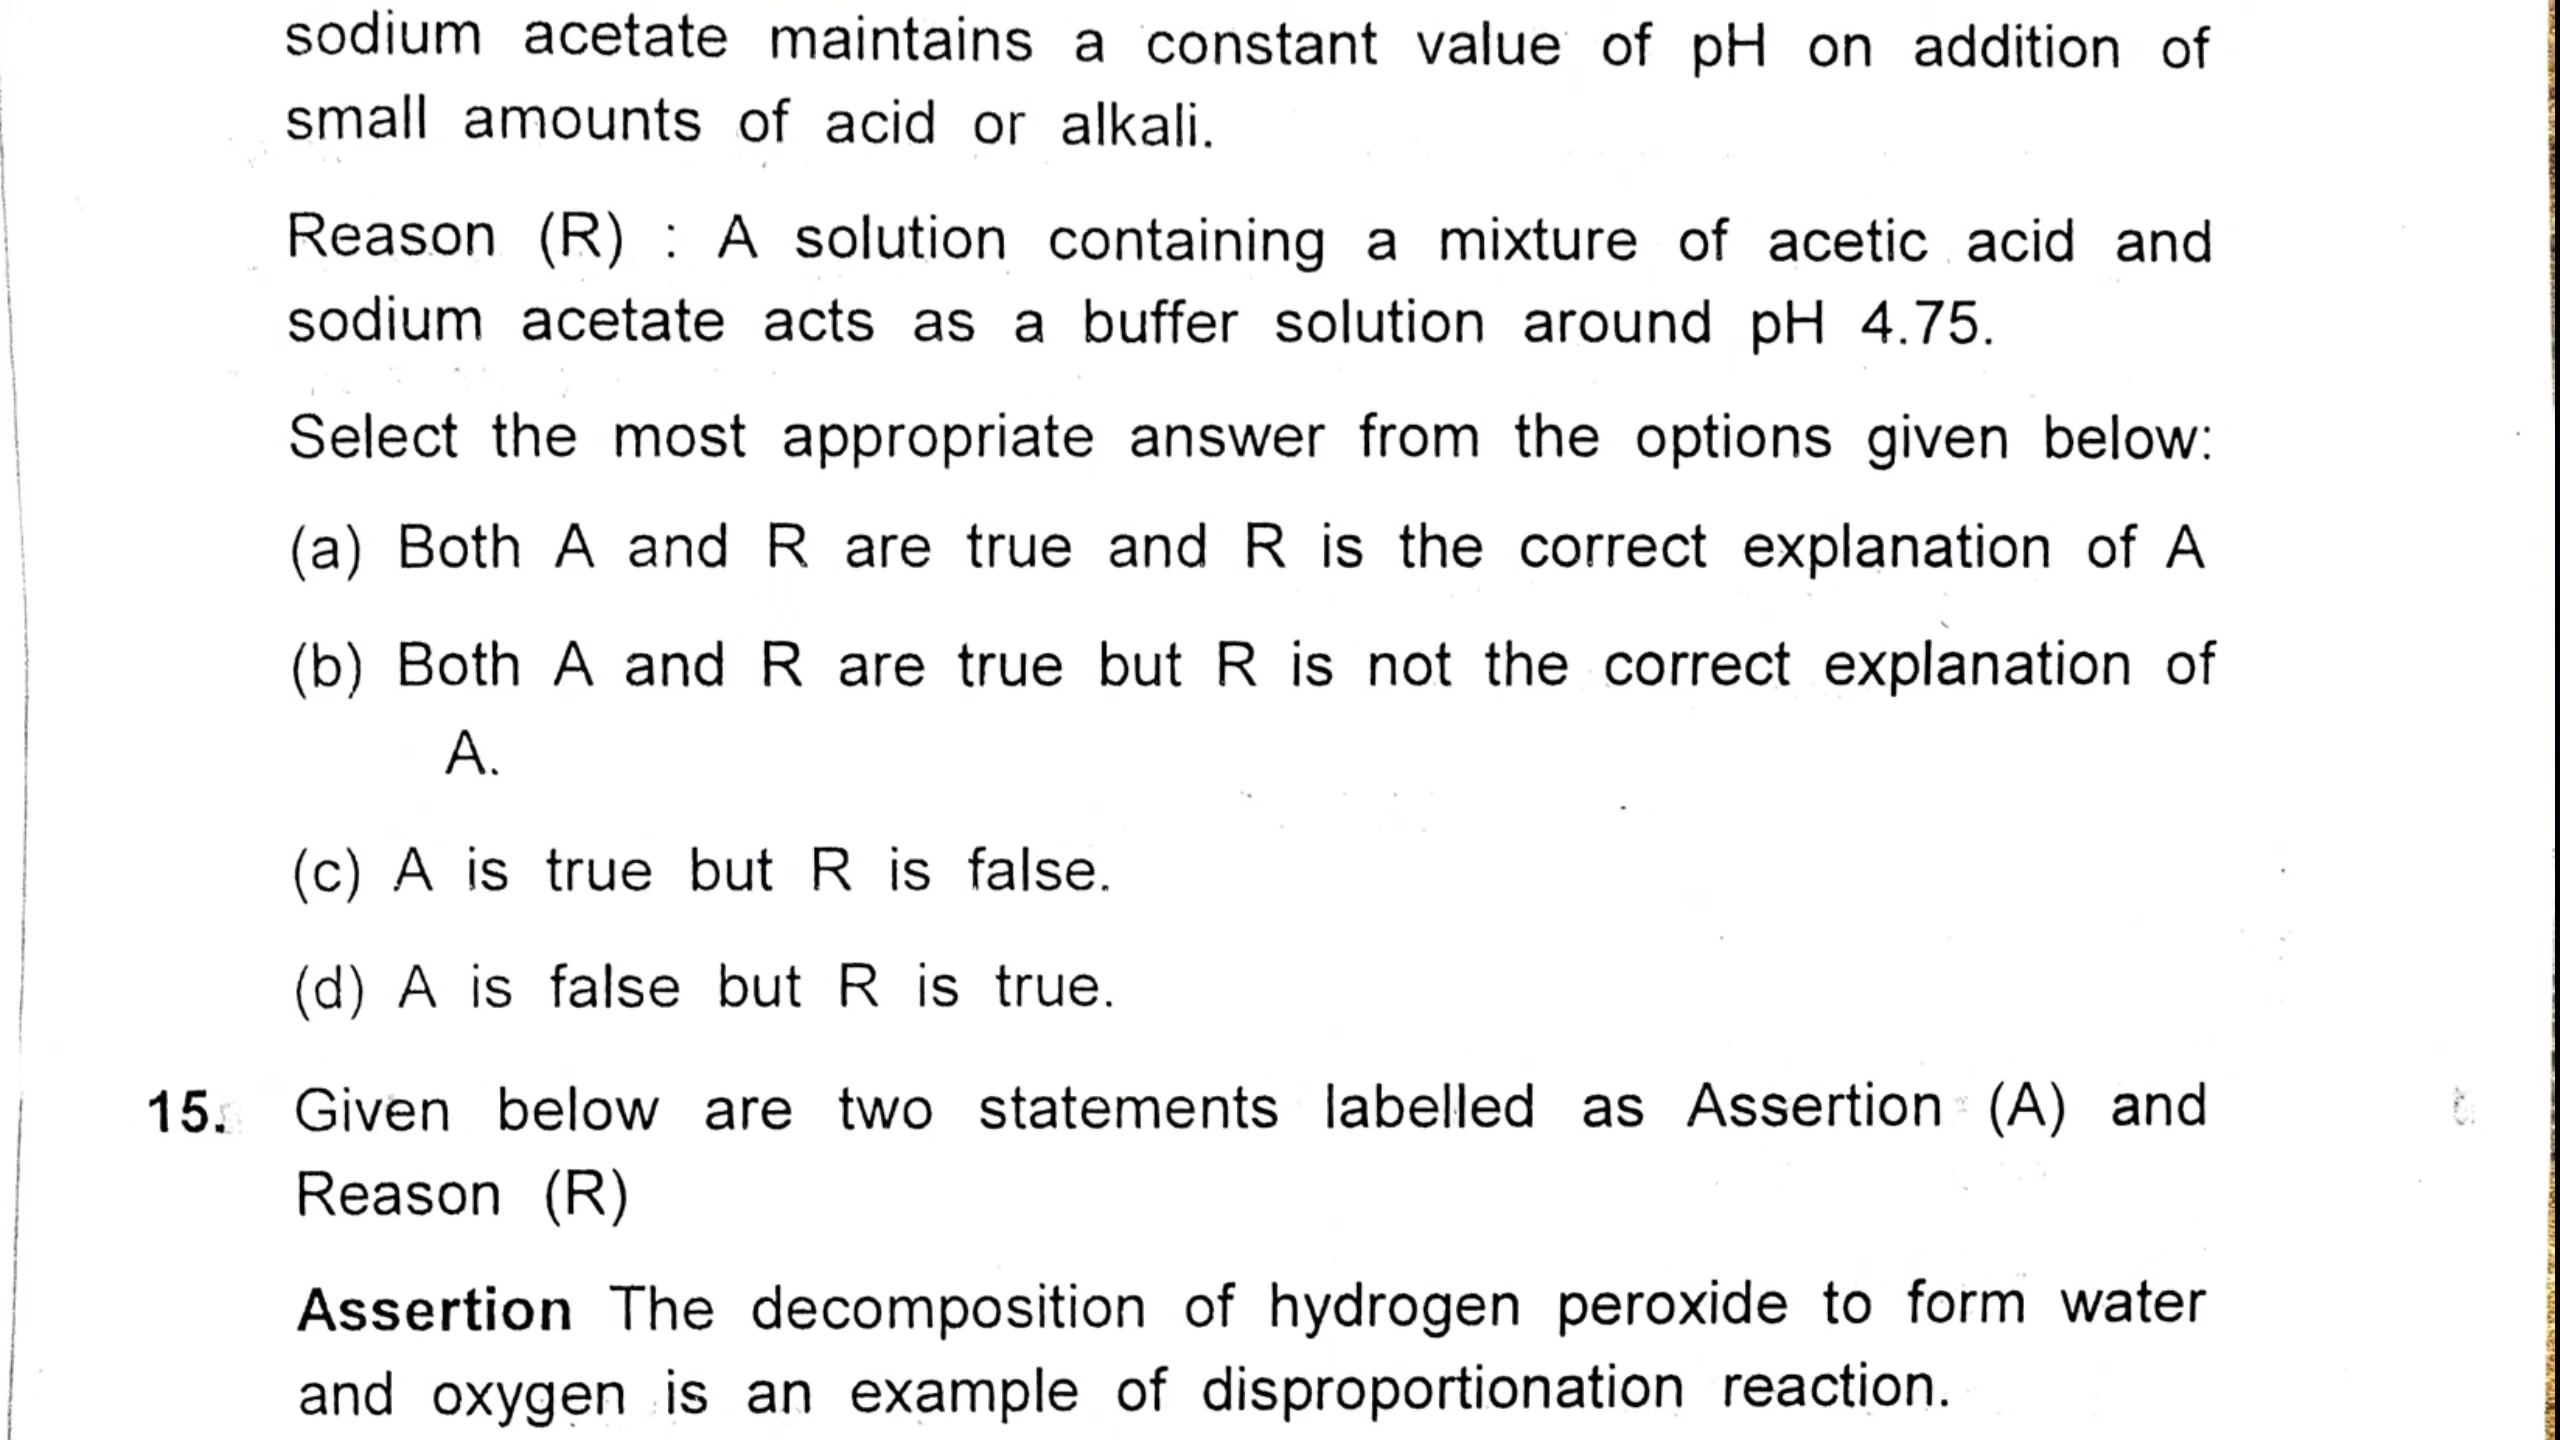 sodium acetate maintains a constant value of pH on addition of
small amounts of acid or alkali.
Reason (R) : A solution containing a mixture of acetic acid and
sodium acetate acts as a buffer solution around pH 4.75.
Select the most appropriate answer from the options given below:
(a) Both A and R are true and R is the correct explanation of A
(b) Both A and R are true but R is not the correct explanation of
A.
(c) A is true but R is false.
(d) A is false but R is true.
15. Given below are two statements labelled as Assertion (A) and
Reason (R)
Assertion The decomposition of hydrogen peroxide to form water
and oxygen is an example of disproportionation reaction.